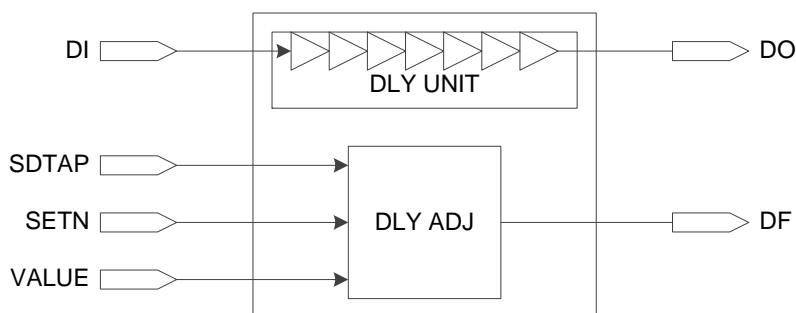 DI
DO
DLY UNIT
SDTAP
SETN
DLY ADJ
DF
VALUE